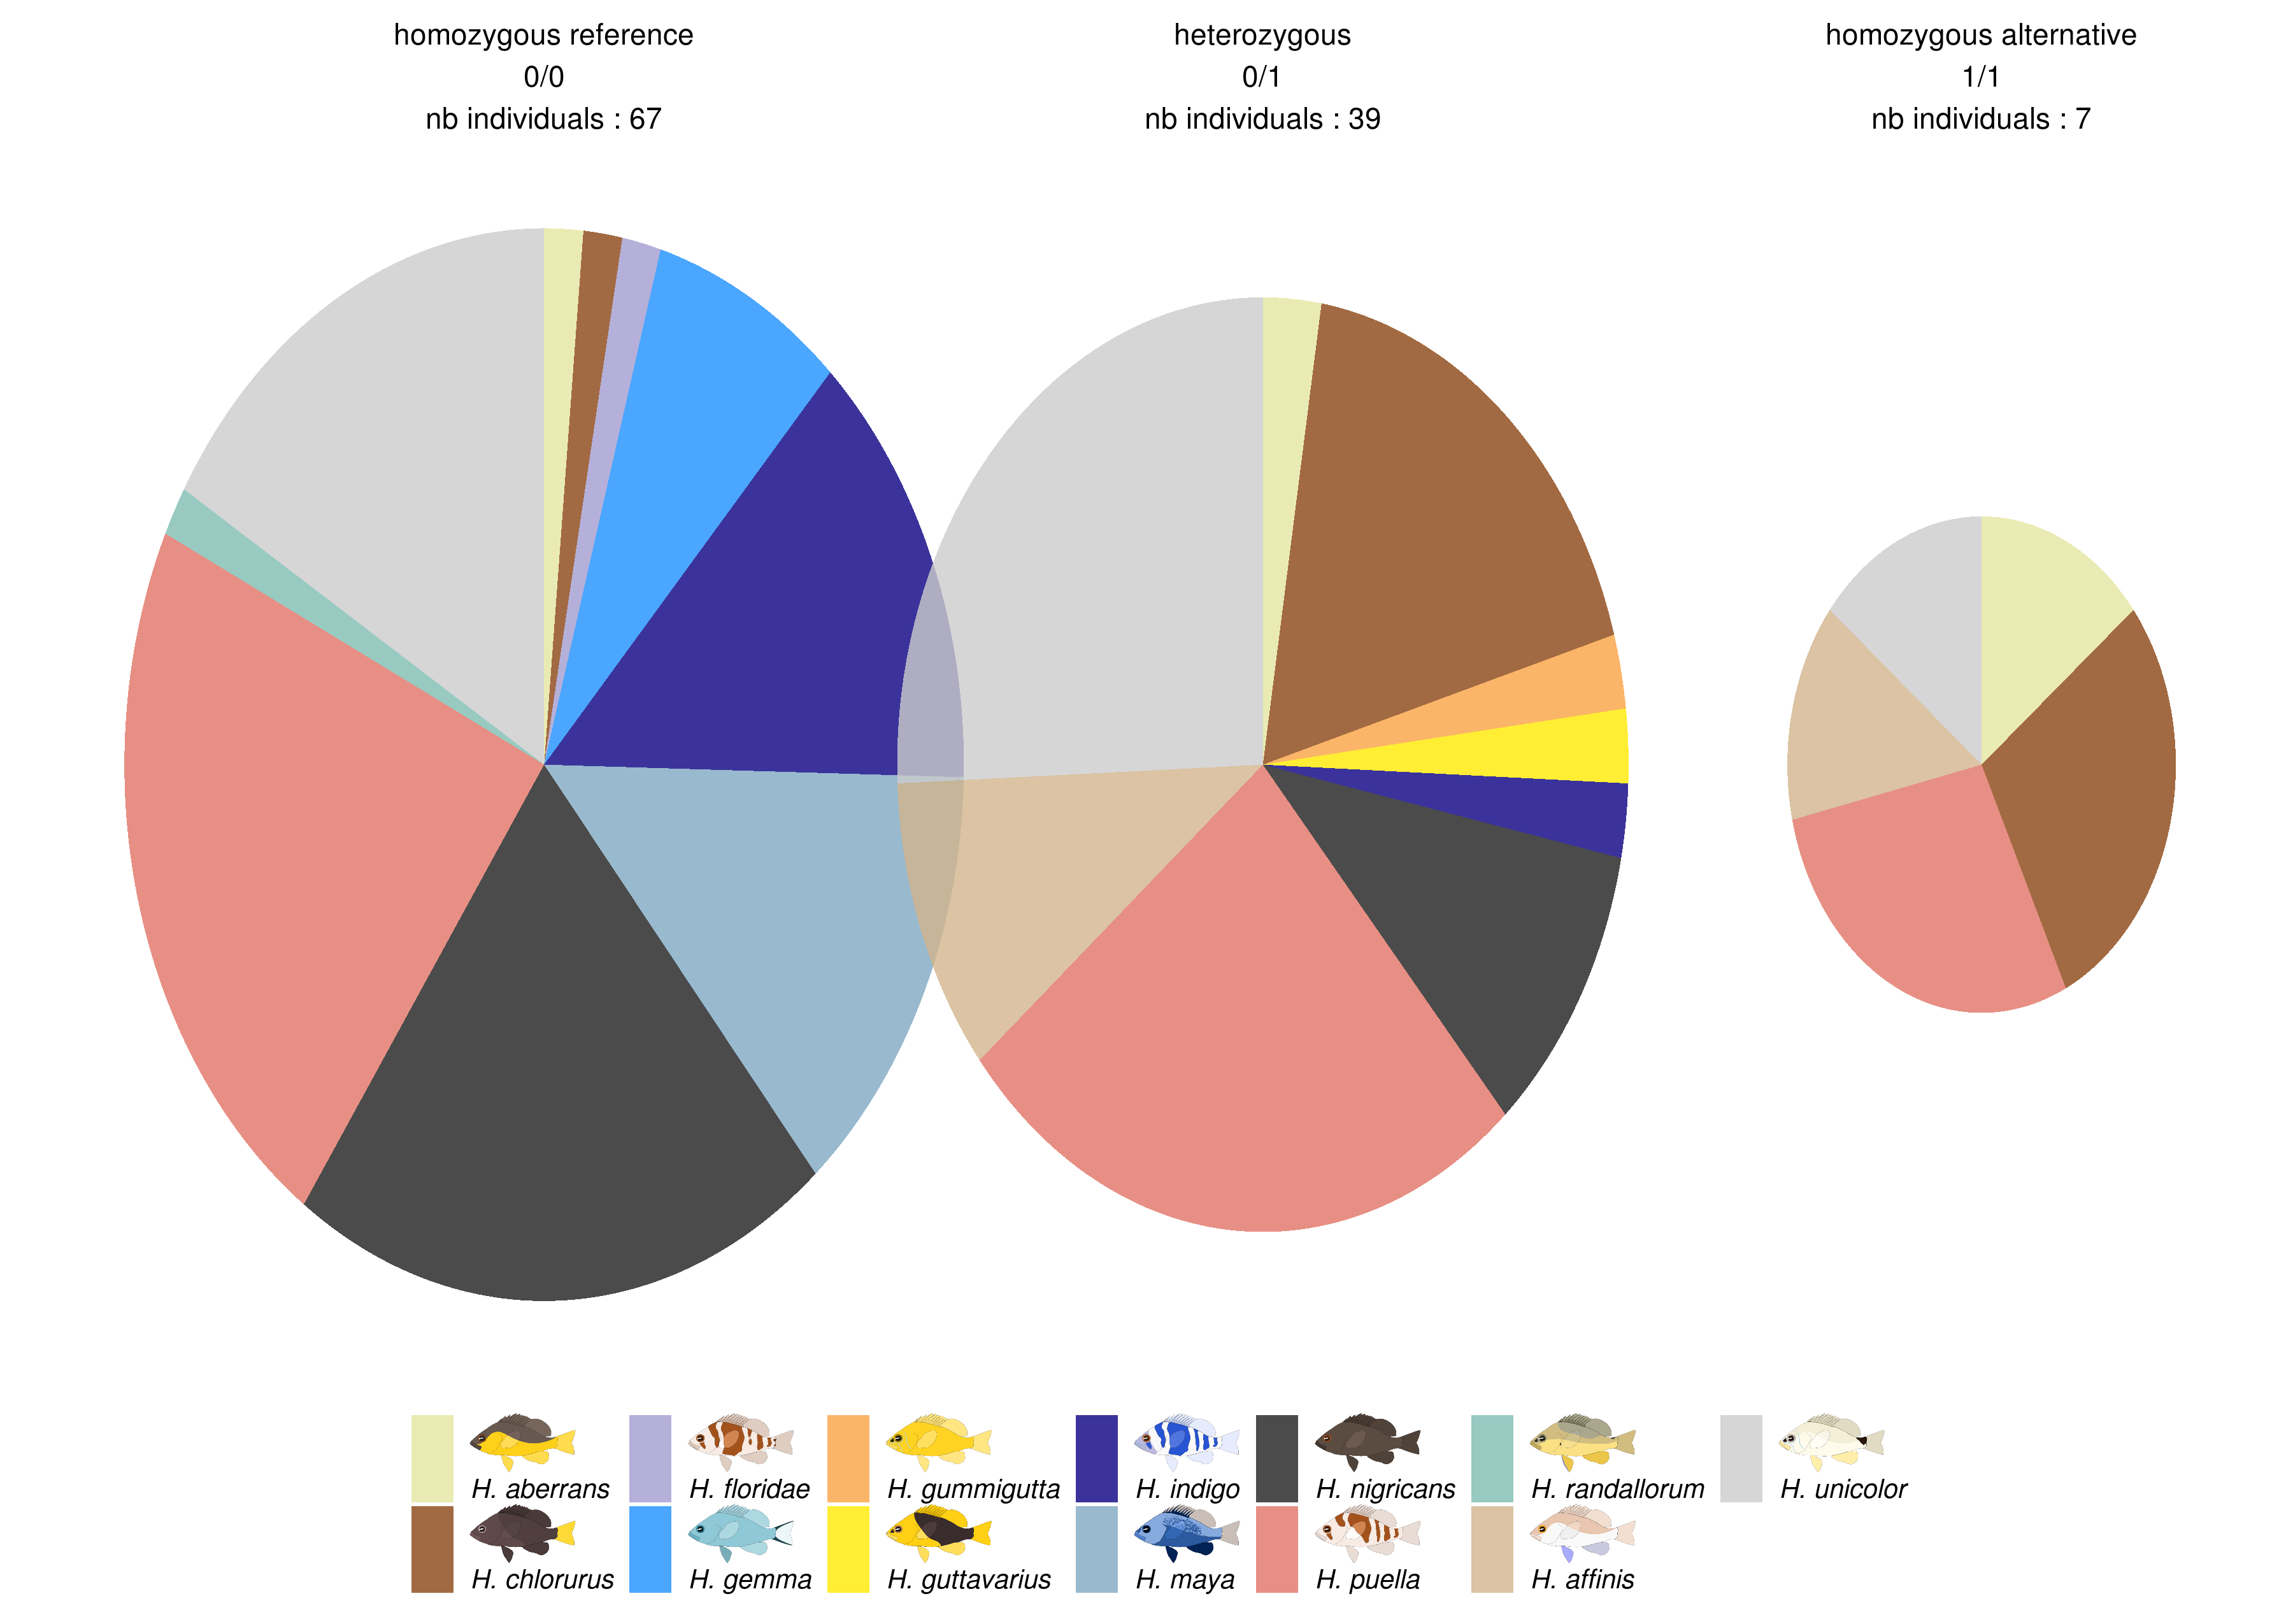 homozygous reference
0/0
nb individuals : 67
heterozygous
0/1
nb individuals : 39
homozygous alternative
1/1
nb individuals : 7
H. aberrans
H. floridae
H. gummigutta
H. indigo
H. nigricans
H. randallorum
H. unicolor
H. chlorurus
H. gemma
H. guttavarius
H. maya
H. puella
H. affinis